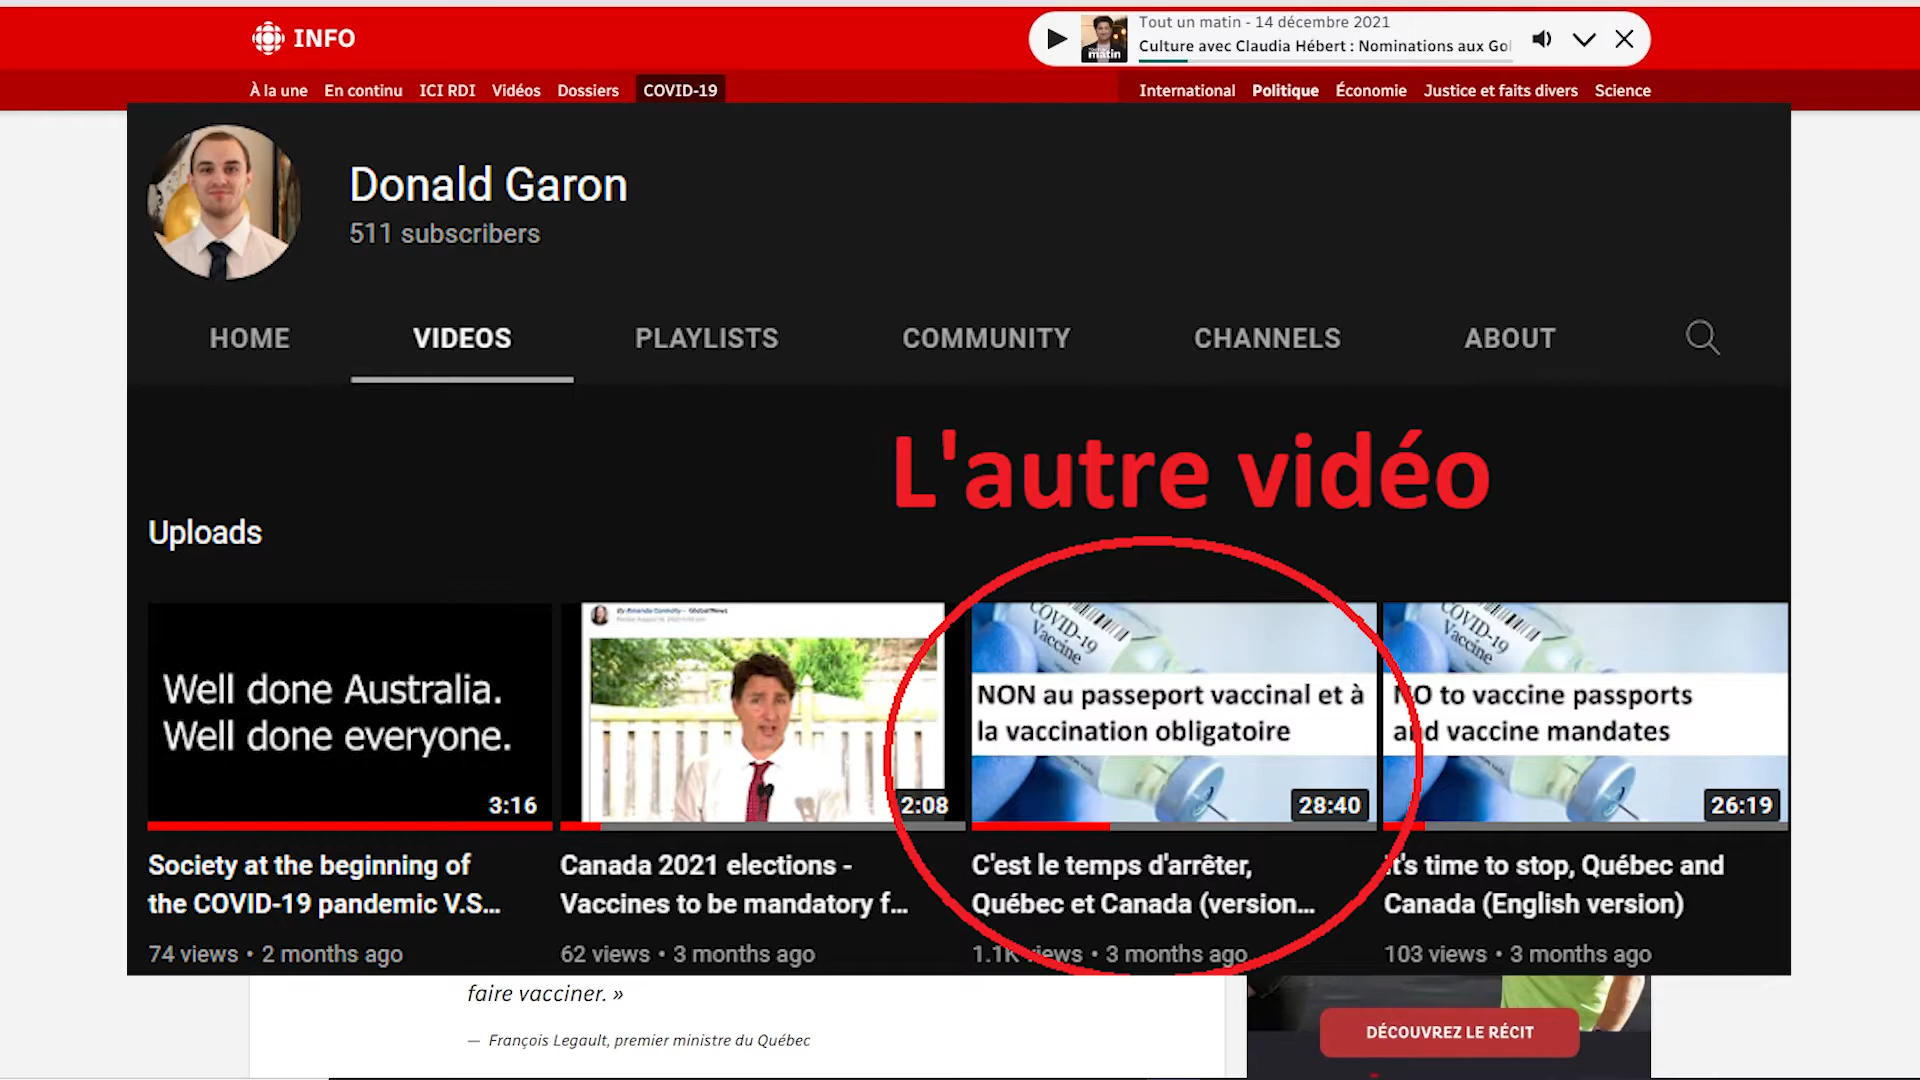 INFO
Tout un matin - 14 décembre 2021
Culture avec Claudia Hébert : Nominations aux Gol
matin
À la une En continu ICI RDI Vidéos Dossiers COVID-19 International Politique Économie Justice et faits divers Science
Donald Garon
511 subscribers
HOME VIDEOS PLAYLISTS COMMUNITY CHANNELS ABOUT
L'autre vidéo
Uploads
Well done Australia.
Well done everyone.
3:16
2:08
COVID-19
Vaccine
NON au passeport vaccinal et à
la vaccination obligatoire
28:40
COVID-19
Vaccine
NO to vaccine passports
and vaccine mandates
26:19
Society at the beginning of
the COVID-19 pandemic V.S...
74 views • 2 months ago
Canada 2021 elections -
Vaccines to be mandatory f...
62 views • 3 months ago
C'est le temps d'arrêter,
Québec et Canada (version...
1.1K views • 3 months ago
It's time to stop, Québec and
Canada (English version)
103 views • 3 months ago
faire vacciner. »
— François Legault, premier ministre du Québec
DÉCOUVREZ LE RÉCIT